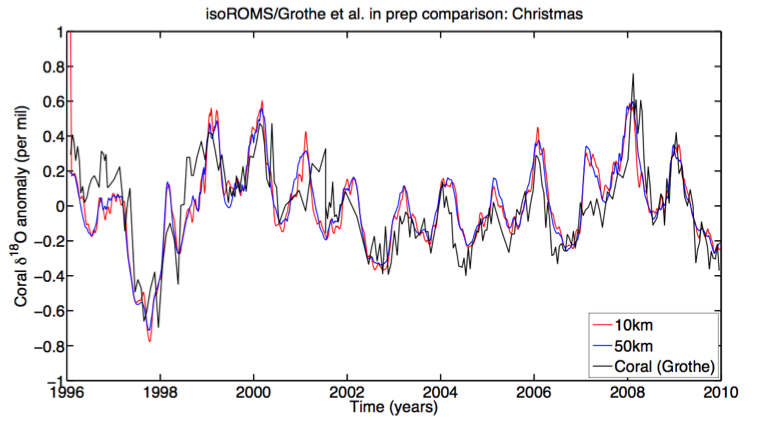 isoROMS/Grothe et al. in prep comparison: Christmas
Coral δ18O anomaly (per mil)
1
0.8
0.6
0.4
0.2
0
−0.2
−0.4
−0.6
−0.8
−1
10km
50km
Coral (Grothe)
1996 1998 2000 2002 2004 2006 2008 2010
Time (years)